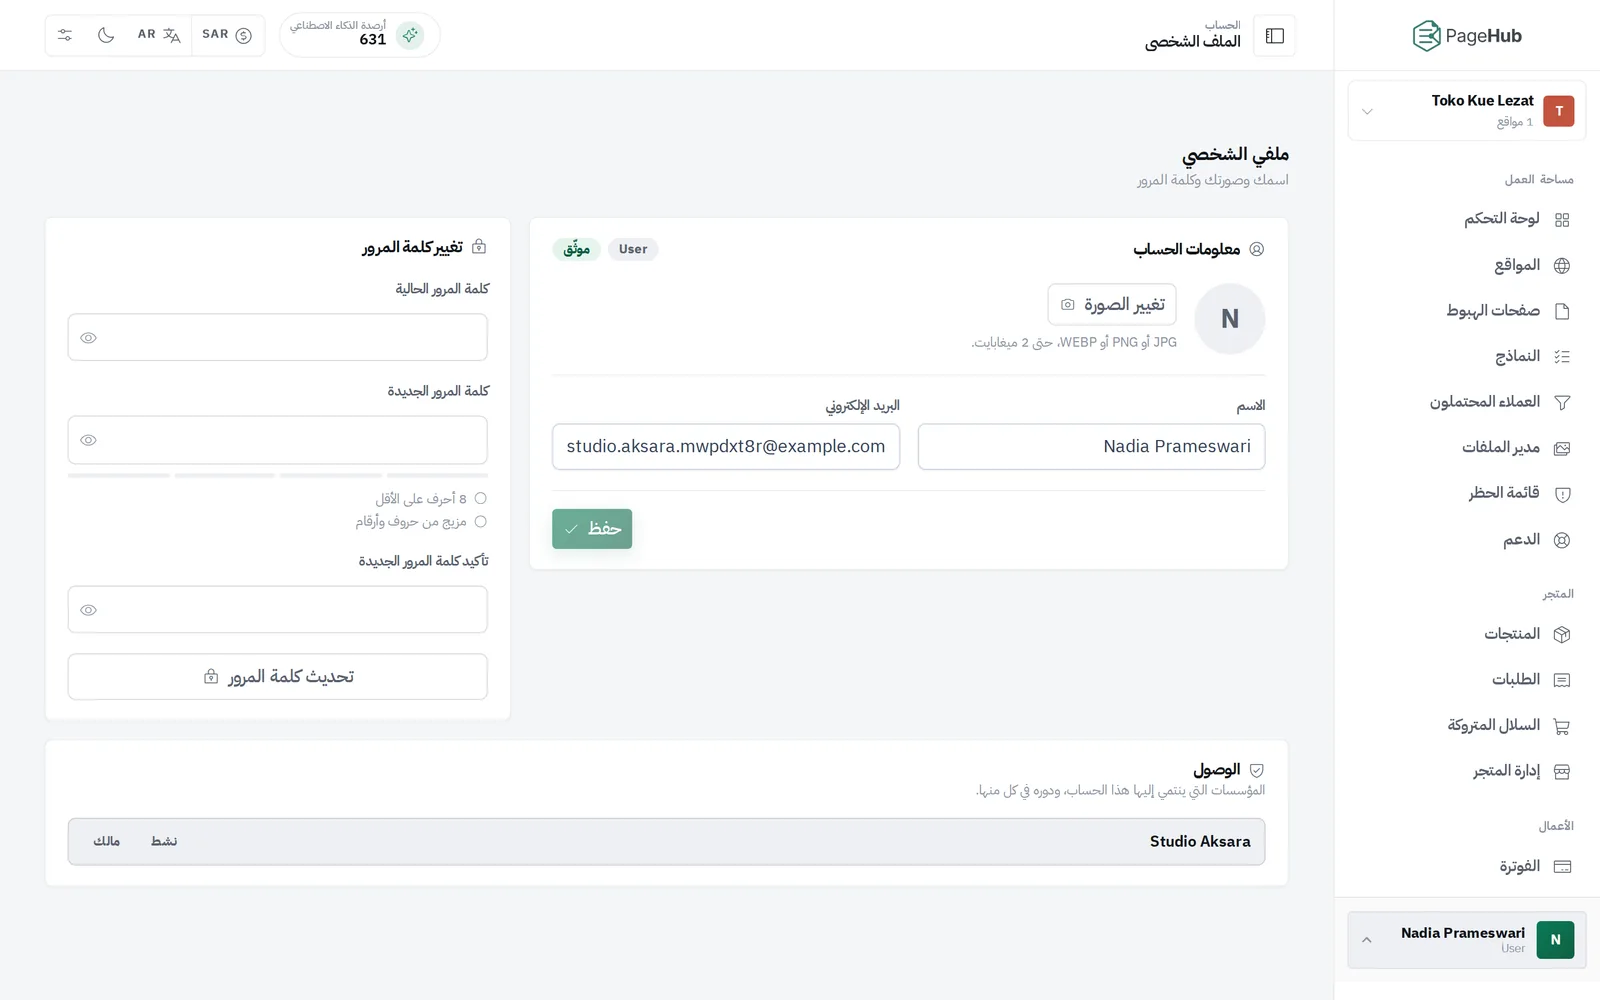 PageHub
Toko Kue Lezat
T
1 مواقع
مساحة العمل
لوحة التحكم
المواقع
صفحات الهبوط
النماذج
العملاء المحتملون
مدير الملفات
قائمة الحظر
الدعم
المتجر
المنتجات
الطلبات
السلال المتروكة
إدارة المتجر
الأعمال
الفوترة
Nadia Prameswari
User
N
الحساب
الملف الشخصي
أرصدة الذكاء الاصطناعي
631
SAR
AR
ملفي الشخصي
اسمك وصورتك وكلمة المرور
معلومات الحساب
User
موثّق
N
تغيير الصورة
JPG أو PNG أو WEBP، حتى 2 ميغابايت.
الاسم
Nadia Prameswari
البريد الإلكتروني
studio.aksara.mwpdxt8r@example.com
حفظ
تغيير كلمة المرور
كلمة المرور الحالية
كلمة المرور الجديدة
8 أحرف على الأقل
مزيج من حروف وأرقام
تأكيد كلمة المرور الجديدة
تحديث كلمة المرور
الوصول
المؤسسات التي ينتمي إليها هذا الحساب، ودوره في كل منها.
Studio Aksara
نشط
مالك